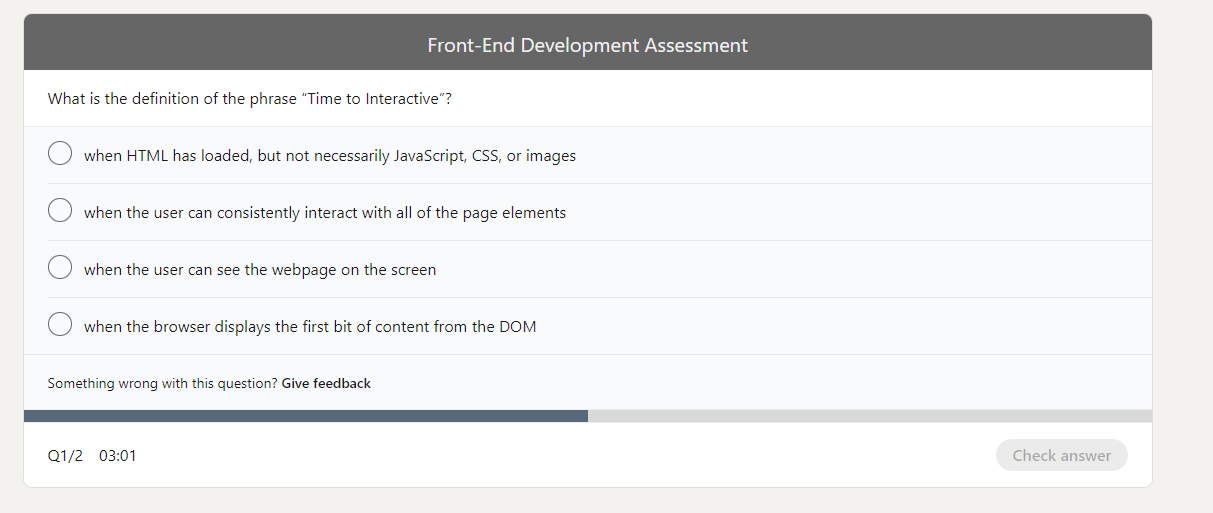 Front-End Development Assessment
What is the definition of the phrase “Time to Interactive”?
when HTML has loaded, but not necessarily JavaScript, CSS, or images
when the user can consistently interact with all of the page elements
when the user can see the webpage on the screen
when the browser displays the first bit of content from the DOM
Something wrong with this question? Give feedback
Q1/2 03:01 Check answer